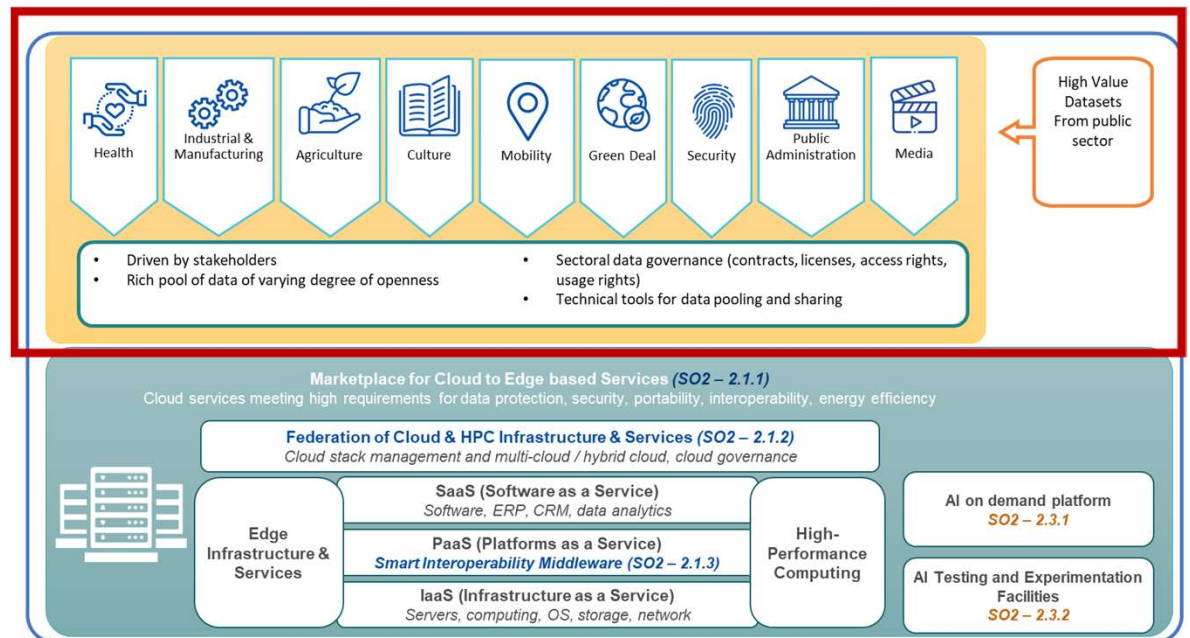 Health
Industrial &
Manufacturing
Agriculture
Culture
Mobility
Green Deal
Security
Public
Administration
Media
High Value
Datasets
From public
sector
• Driven by stakeholders
• Rich pool of data of varying degree of openness
• Sectoral data governance (contracts, licenses, access rights,
usage rights)
• Technical tools for data pooling and sharing
Marketplace for Cloud to Edge based Services (SO2 – 2.1.1)
Cloud services meeting high requirements for data protection, security, portability, interoperability, energy efficiency
Federation of Cloud & HPC Infrastructure & Services (SO2 – 2.1.2)
Cloud stack management and multi-cloud / hybrid cloud, cloud governance
Edge
Infrastructure &
Services
SaaS (Software as a Service)
Software, ERP, CRM, data analytics
PaaS (Platforms as a Service)
Smart Interoperability Middleware (SO2 – 2.1.3)
IaaS (Infrastructure as a Service)
Servers, computing, OS, storage, network
High-
Performance
Computing
AI on demand platform
SO2 – 2.3.1
AI Testing and Experimentation
Facilities
SO2 – 2.3.2